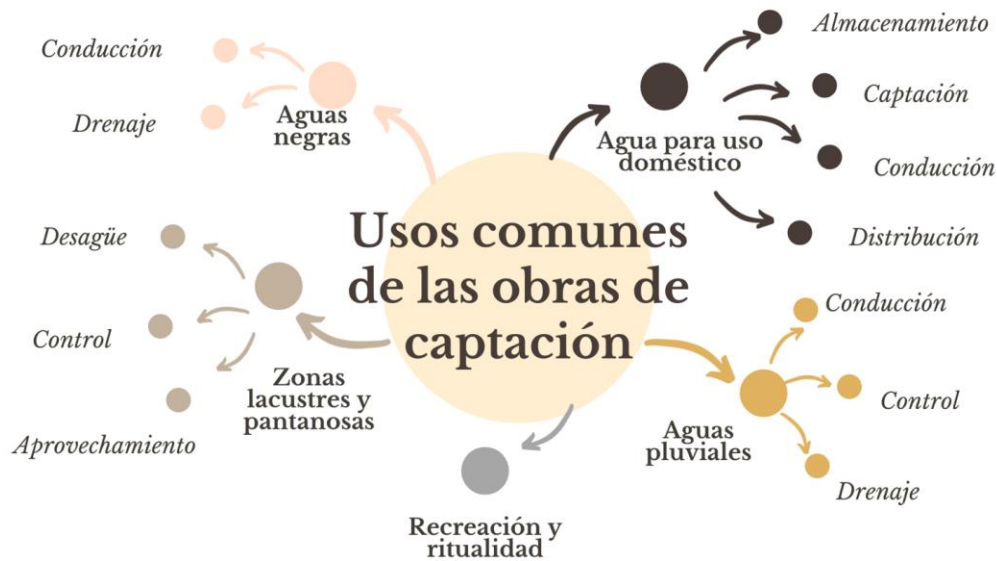 Usos comunes
de las obras de
captación
Agua para uso
doméstico
Almacenamiento
Captación
Conducción
Distribución
Aguas
pluviales
Conducción
Control
Drenaje
Recreación y
ritualidad
Zonas
lacustres y
pantanosas
Desagüe
Control
Aprovechamiento
Aguas
negras
Conducción
Drenaje